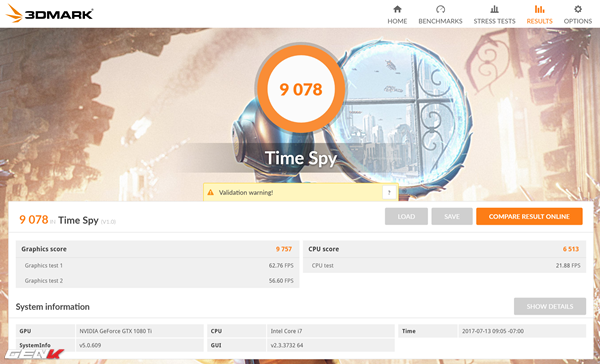 3DMARK
HOME BENCHMARKS STRESS TESTS RESULTS OPTIONS
9 078
Time Spy
Validation warning! ?
9 078 in Time Spy (V1.0) LOAD SAVE COMPARE RESULT ONLINE
Graphics score 9 757 CPU score 6 513
Graphics test 1 62.76 FPS CPU test 21.88 FPS
Graphics test 2 56.60 FPS
System information SHOW DETAILS
GPU NVIDIA GeForce GTX 1080 Ti CPU Intel Core i7 Time 2017-07-13 09:05 -07:00
SystemInfo v5.0.609 GUI v2.3.3732 64
GENK